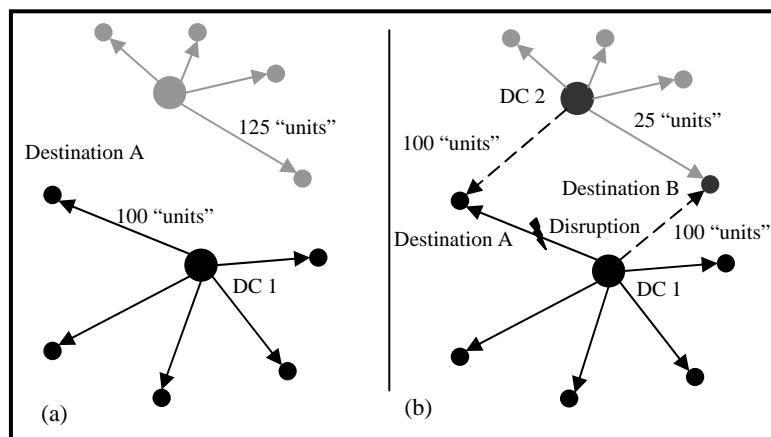 125 “units”
Destination A
100 “units”
DC 1
(a)
DC 2
25 “units”
100 “units”
Destination B
Destination A
Disruption
100 “units”
DC 1
(b)